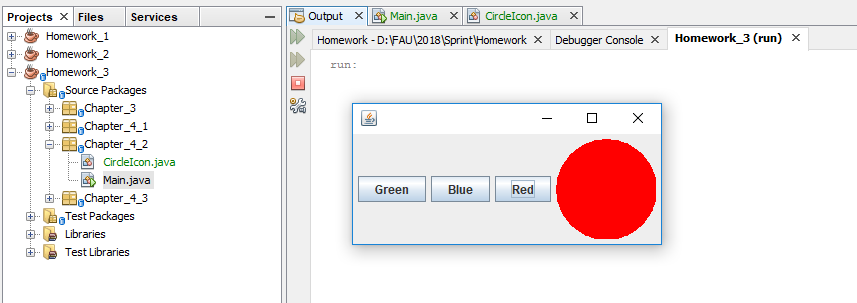 Projects
Files
Services
Homework_1
Homework_2
Homework_3
Source Packages
Chapter_3
Chapter_4_1
Chapter_4_2
CircleIcon.java
Main.java
Chapter_4_3
Test Packages
Libraries
Test Libraries
Output
Main.java
CircleIcon.java
Homework - D:\FAU\2018\Sprint\Homework
Debugger Console
Homework_3 (run)
run:
Green
Blue
Red